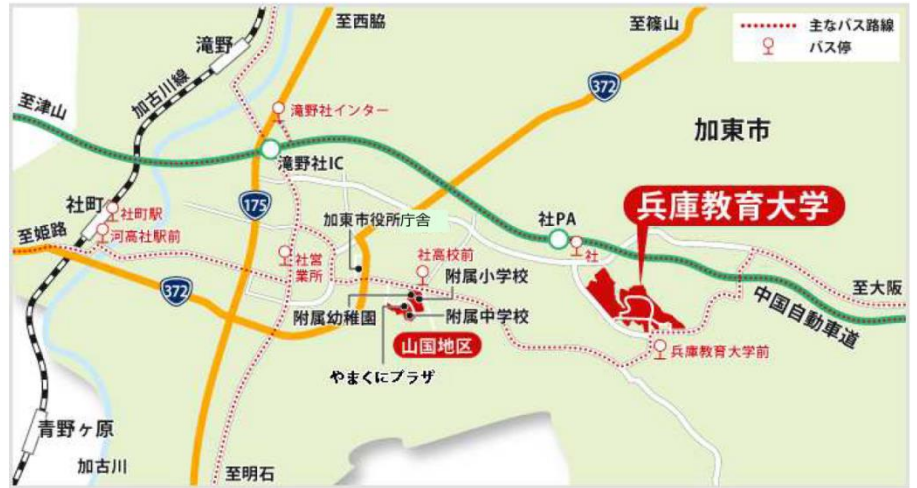 至西脇
至篠山
主なバス路線
バス停
滝野
372
加古川線
至津山
滝野社インター
加東市
滝野社IC
兵庫教育大学
社町
社町駅
175
加東市役所庁舎
社PA
河高社駅前
至姫路
社営
業所
社高校前
社
附属小学校
至大阪
372
附属幼稚園
附属中学校
中国自動車道
山国地区
兵庫教育大学前
やまくにプラザ
青野ヶ原
加古川
至明石